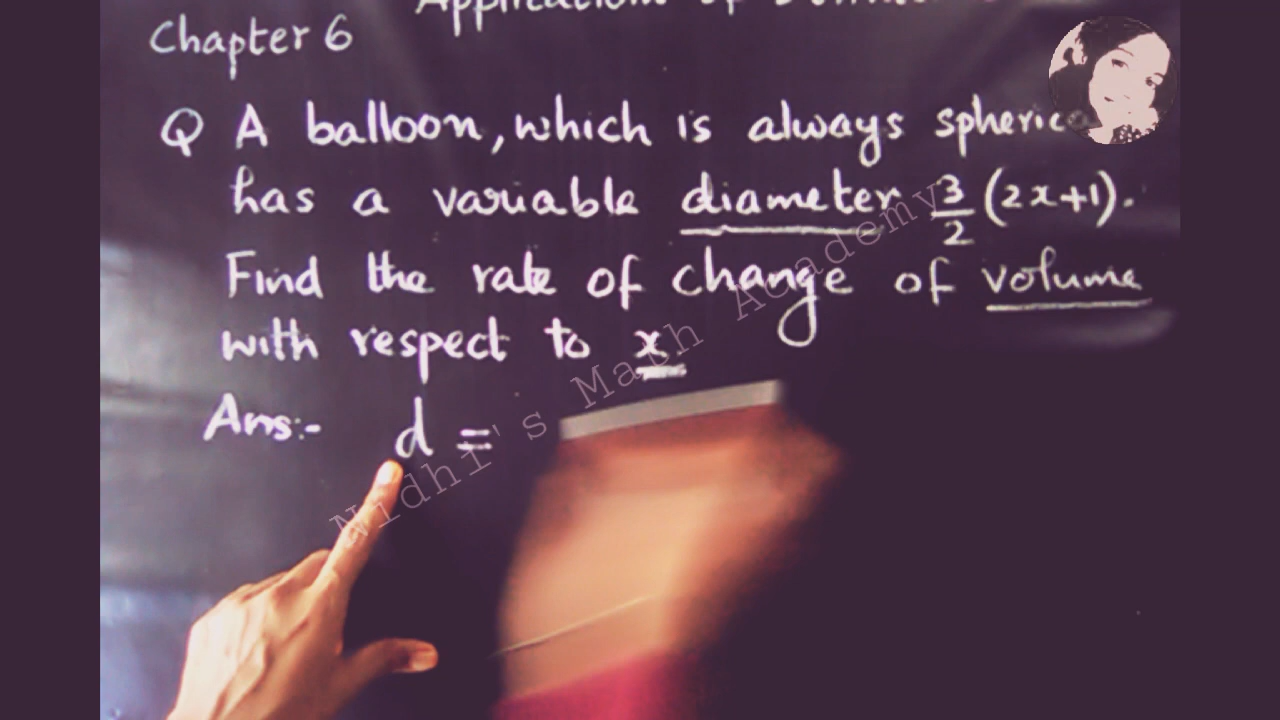 Chapter 6
Q A balloon, which is always
has a variable diameter 3/2 (2x+1).
Find the rate of change of volume
with respect to x
Ans:- d =
Nidhi's Math Academy